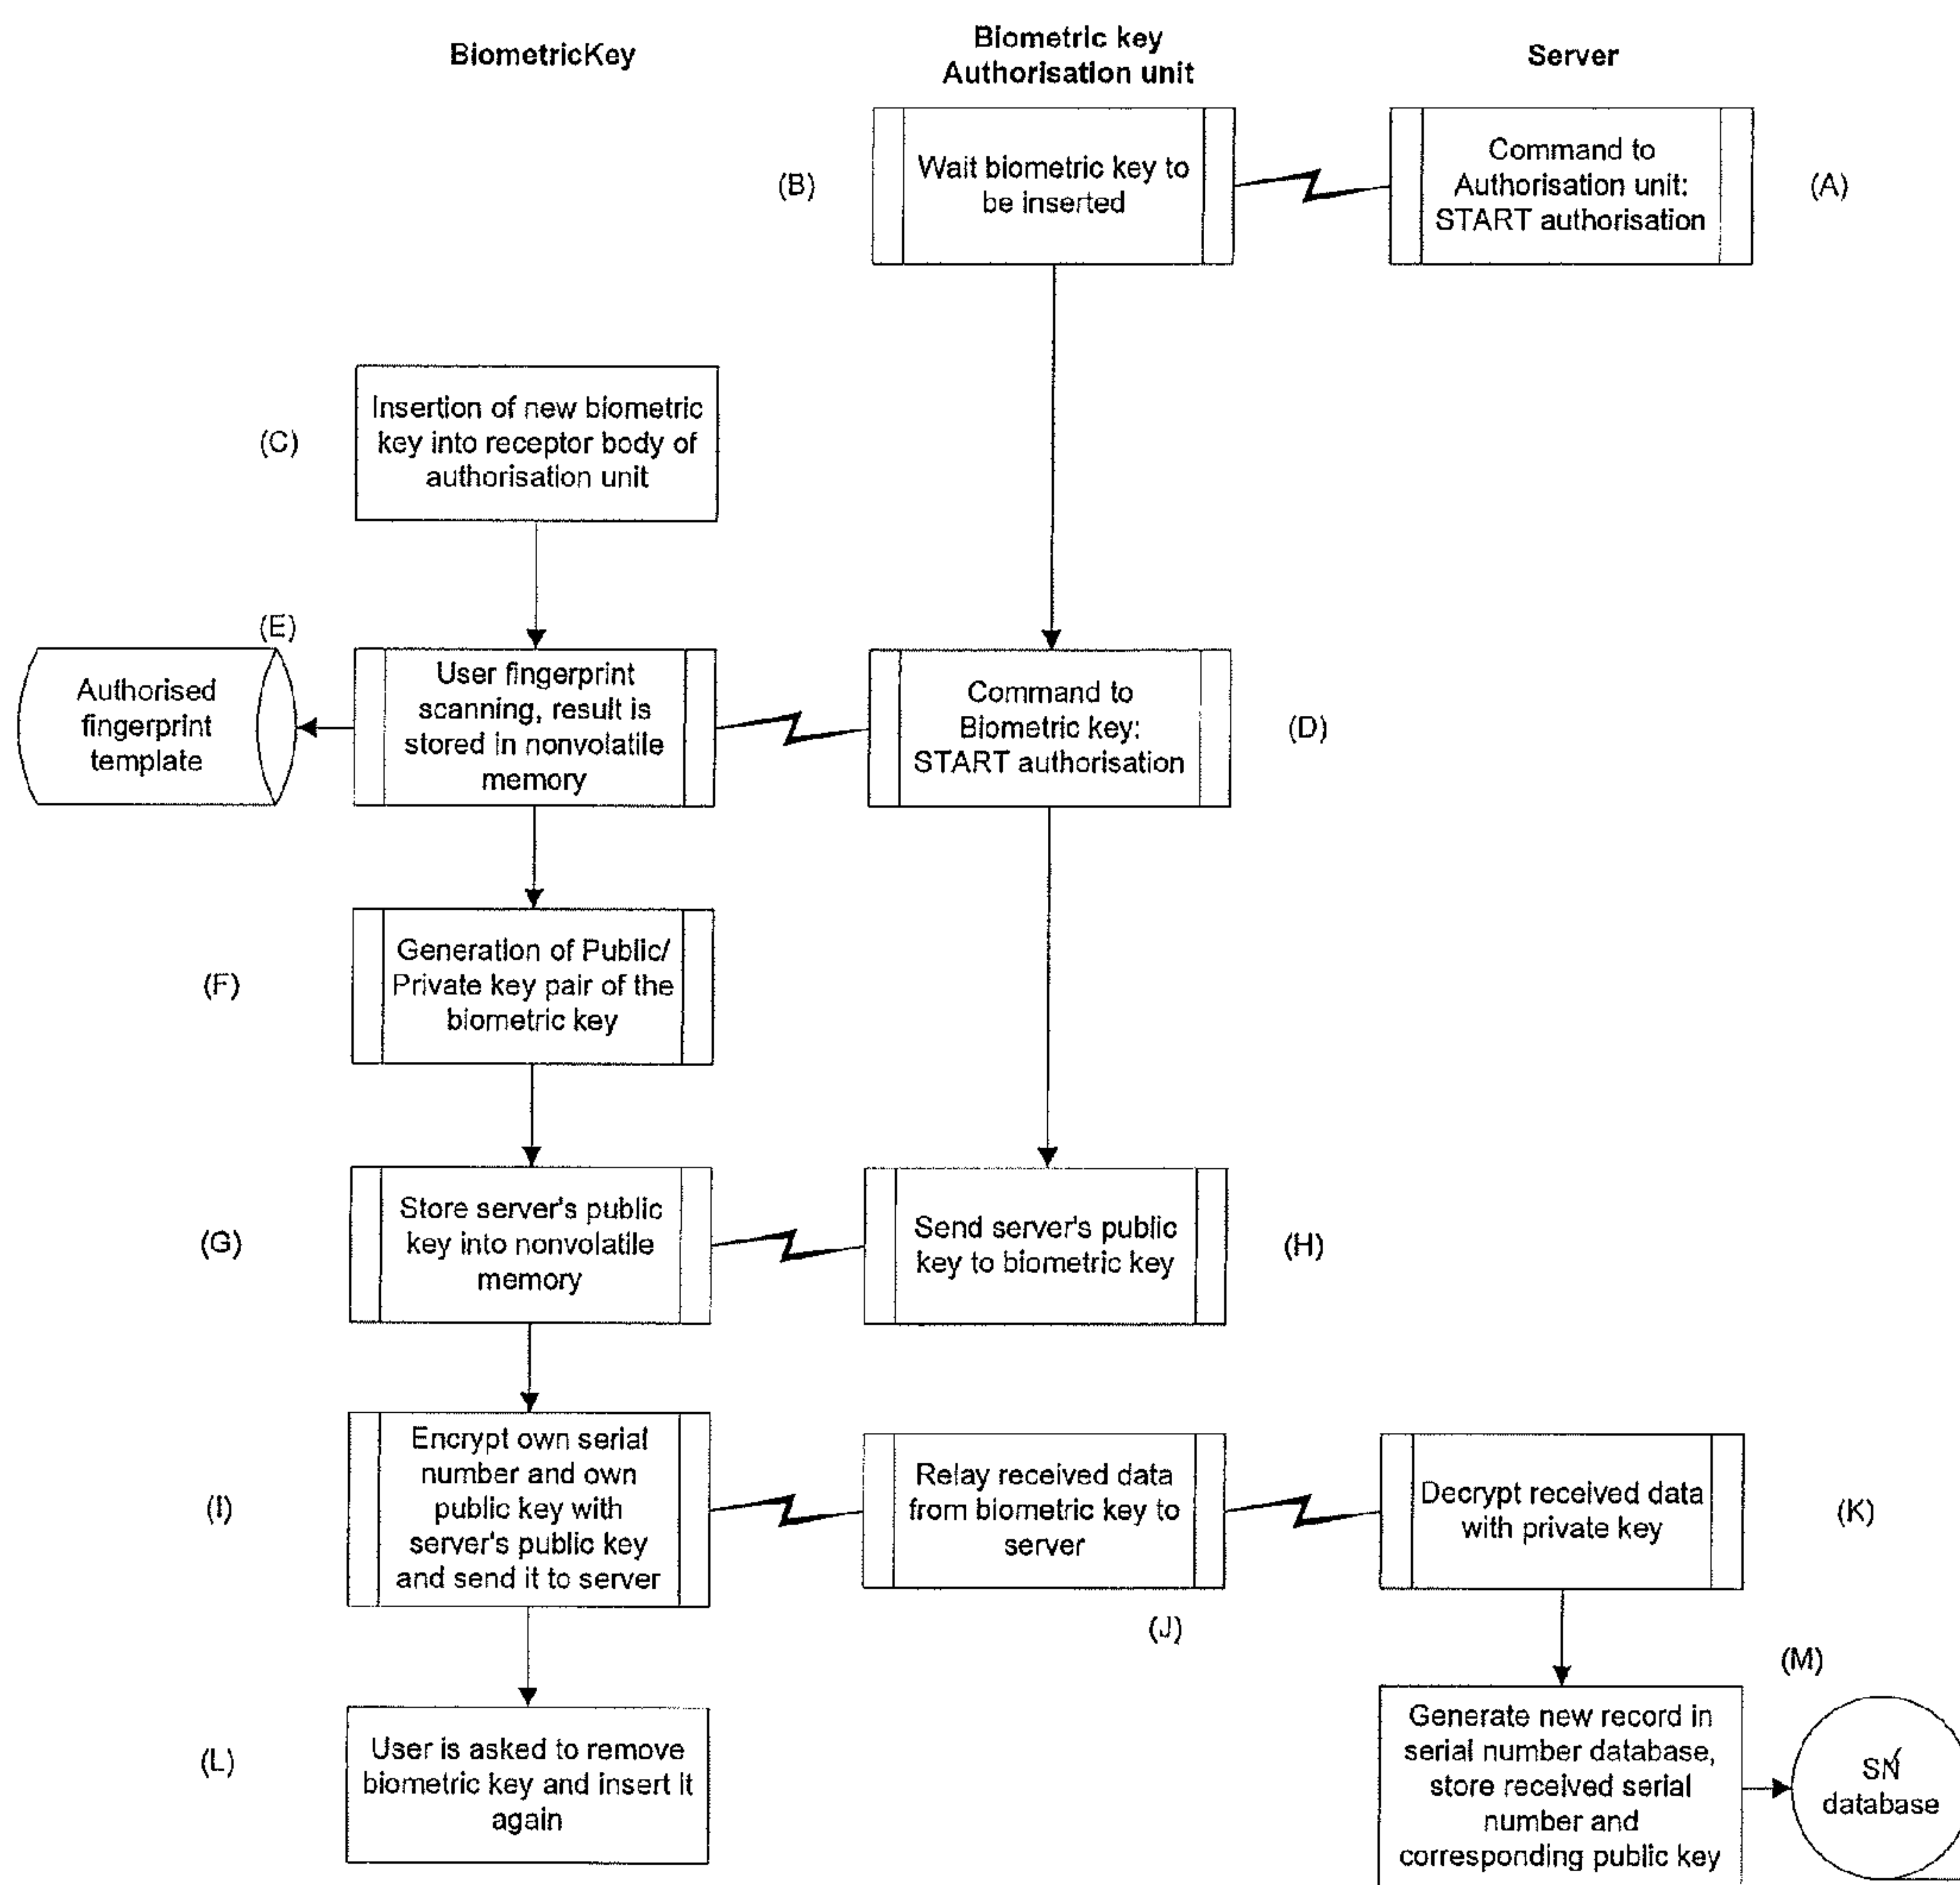 BiometricKey
Biometric key
Authorisation unit
Server
(B)
Wait biometric key to
be inserted
Command to
Authorisation unit:
START authorisation
(A)
(C)
Insertion of new biometric
key into receptor body of
authorisation unit
(E)
Authorised
fingerprint
template
User fingerprint
scanning, result is
stored in nonvolatile
memory
Command to
Biometric key:
START authorisation
(D)
(F)
Generation of Public/
Private key pair of the
biometric key
(G)
Store server's public
key into nonvolatile
memory
Send server's public
key to biometric key
(H)
(I)
Encrypt own serial
number and own
public key with
server's public key
and send it to server
Relay received data
from biometric key to
server
(J)
Decrypt received data
with private key
(K)
(L)
User is asked to remove
biometric key and insert it
again
(M)
Generate new record in
serial number database,
store received serial
number and
corresponding public key
SN
database